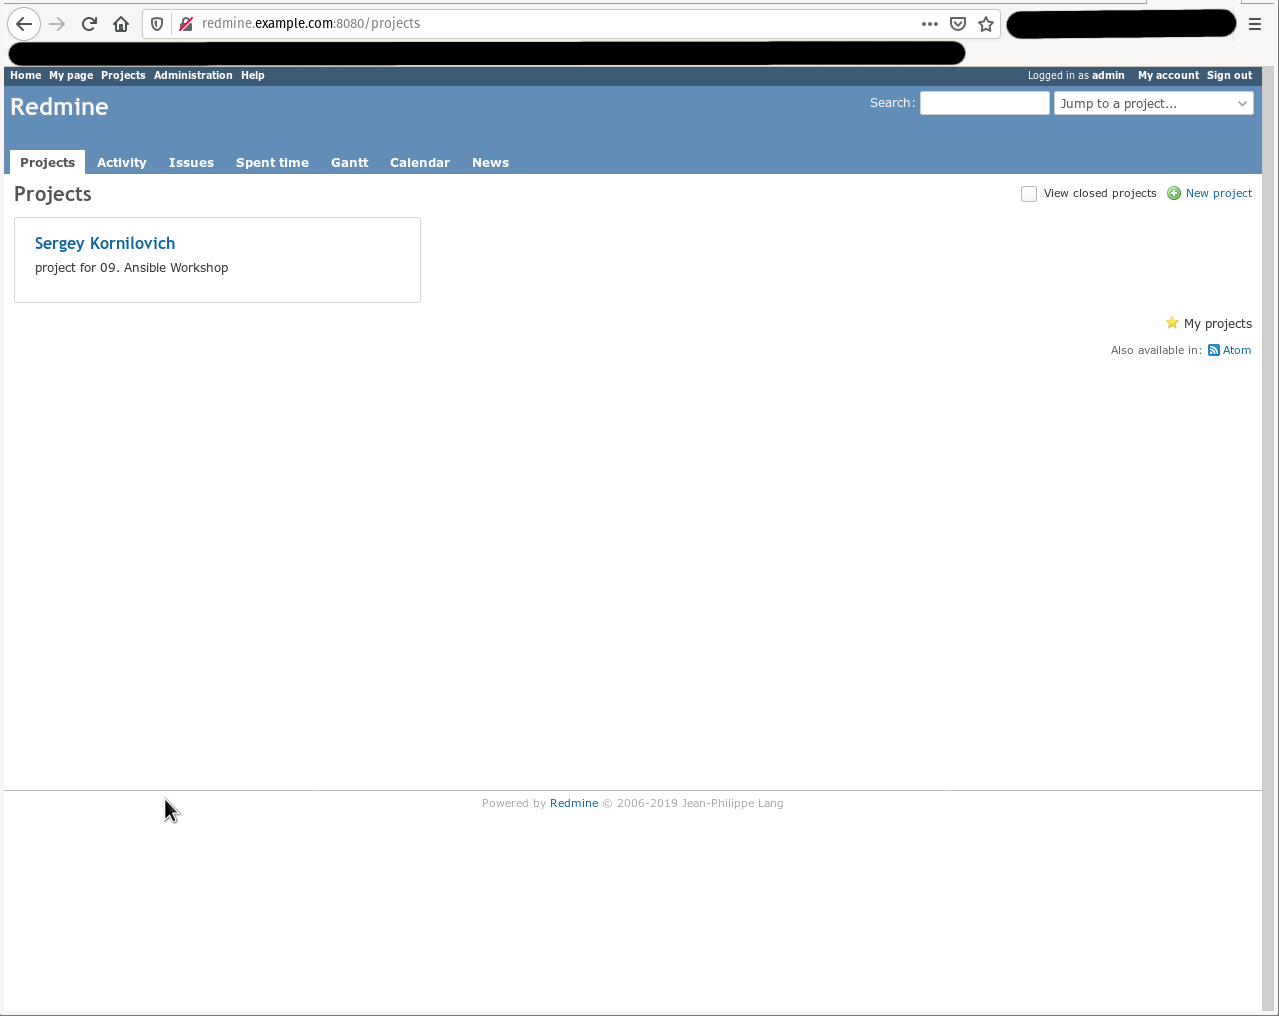 redmine.example.com:8080/projects
Home My page Projects Administration Help Logged in as admin My account Sign out
Redmine Search: Jump to a project...
Projects Activity Issues Spent time Gantt Calendar News
Projects View closed projects New project
Sergey Kornilovich
project for 09. Ansible Workshop
My projects
Also available in: Atom
Powered by Redmine © 2006-2019 Jean-Philippe Lang